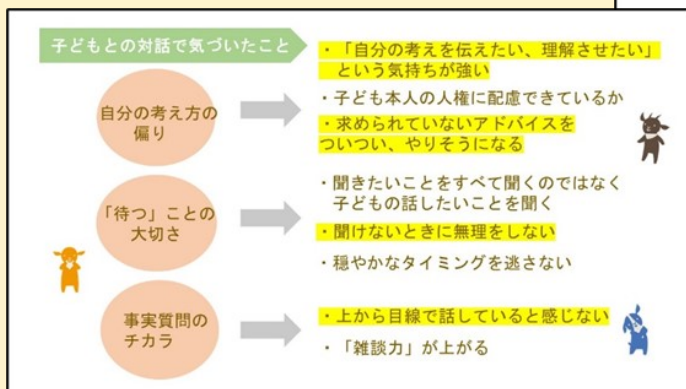 子どもとの対話で気づいたこと
自分の考え方の
偏り
・「自分の考えを伝えたい、理解させたい」
という気持ちが強い
・子ども本人の人権に配慮できているか
・求められていないアドバイスを
ついつい、やりそうになる
「待つ」ことの
大切さ
・聞きたいことをすべて聞くのではなく
子どもの話したいことを聞く
・聞けないときに無理をしない
・穏やかなタイミングを逃さない
事実質問の
チカラ
・上から目線で話していると感じない
・「雑談力」が上がる